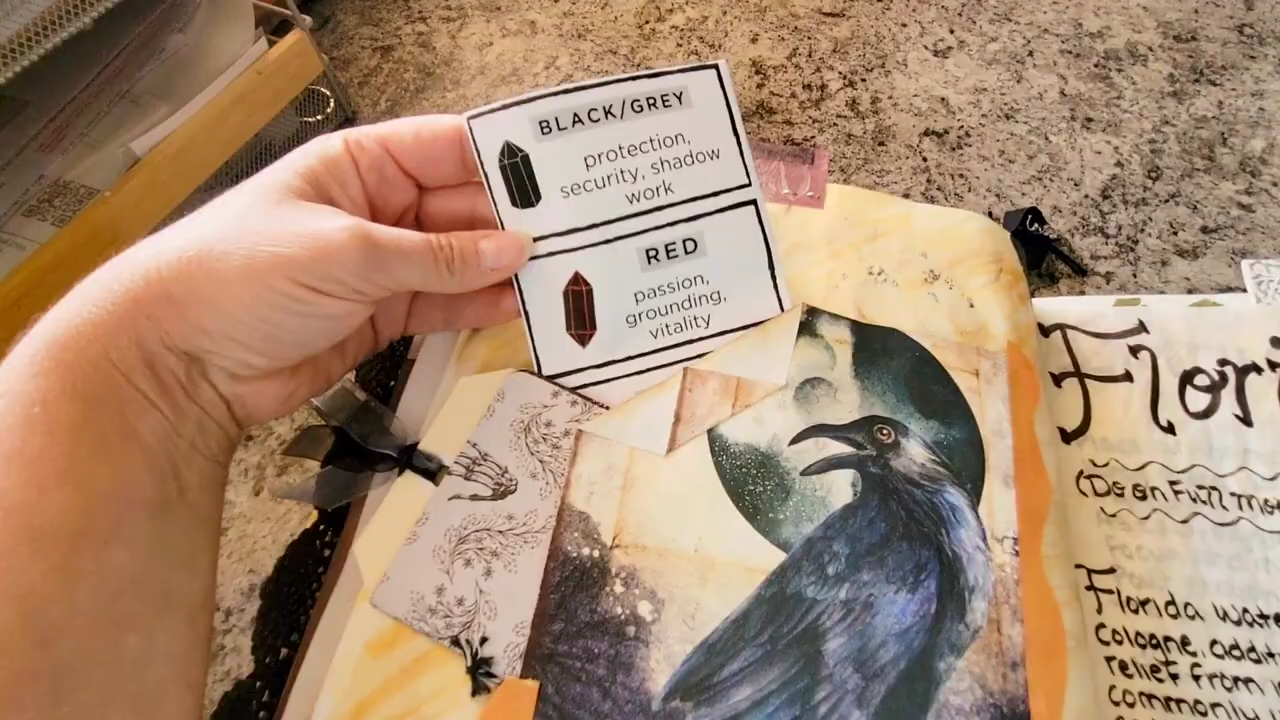 BLACK/GREY
protection,
security, shadow
work
RED
passion,
grounding,
vitality
Flori
(Do on Full mo
Florida wate
cologne, addit
relief from
commonly